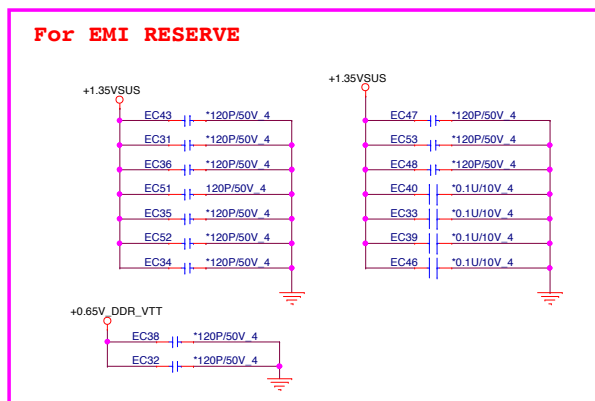 For EMI RESERVE
+1.35VSUS
EC43 *120P/50V_4
EC31 *120P/50V_4
EC36 *120P/50V_4
EC51 120P/50V_4
EC35 *120P/50V_4
EC52 *120P/50V_4
EC34 *120P/50V_4
+1.35VSUS
EC47 *120P/50V_4
EC53 *120P/50V_4
EC48 *120P/50V_4
EC40 *0.1U/10V_4
EC33 *0.1U/10V_4
EC39 *0.1U/10V_4
EC46 *0.1U/10V_4
+0.65V_DDR_VTT
EC38 *120P/50V_4
EC32 *120P/50V_4